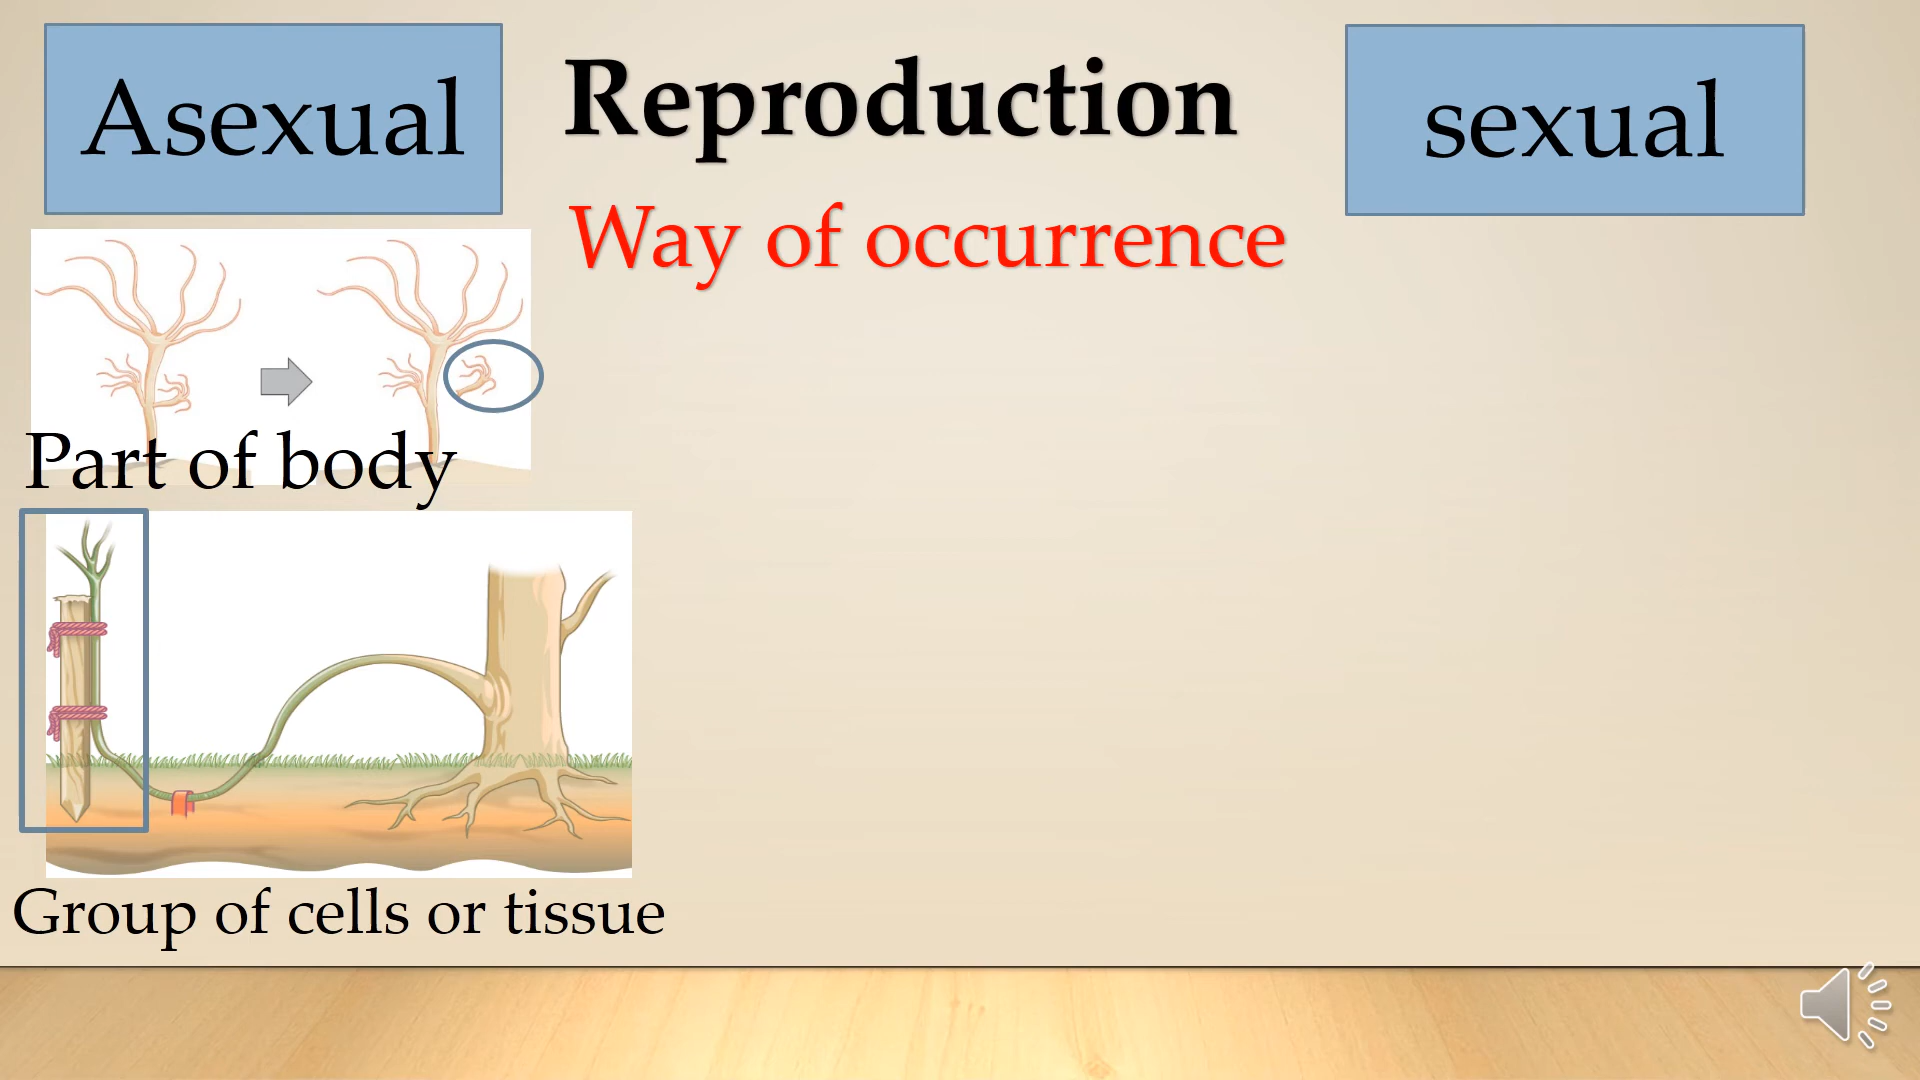 Asexual
Reproduction
sexual
Way of occurrence
Part of body
Group of cells or tissue